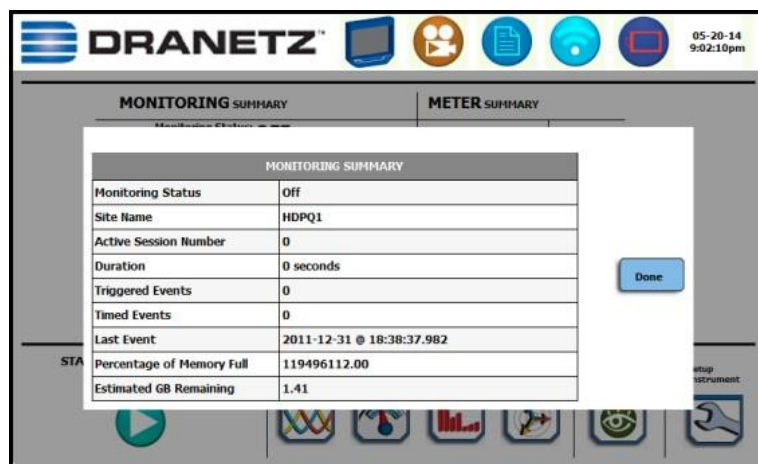 DRANETZ
05-20-14
9:02:10pm
MONITORING SUMMARY
METER SUMMARY
Monitoring Status:
MONITORING SUMMARY
Monitoring Status Off
Site Name HDPQ1
Active Session Number 0
Duration 0 seconds
Triggered Events 0
Timed Events 0
Last Event 2011-12-31 @ 18:38:37.982
Percentage of Memory Full 119496112.00
Estimated GB Remaining 1.41
Done
STA